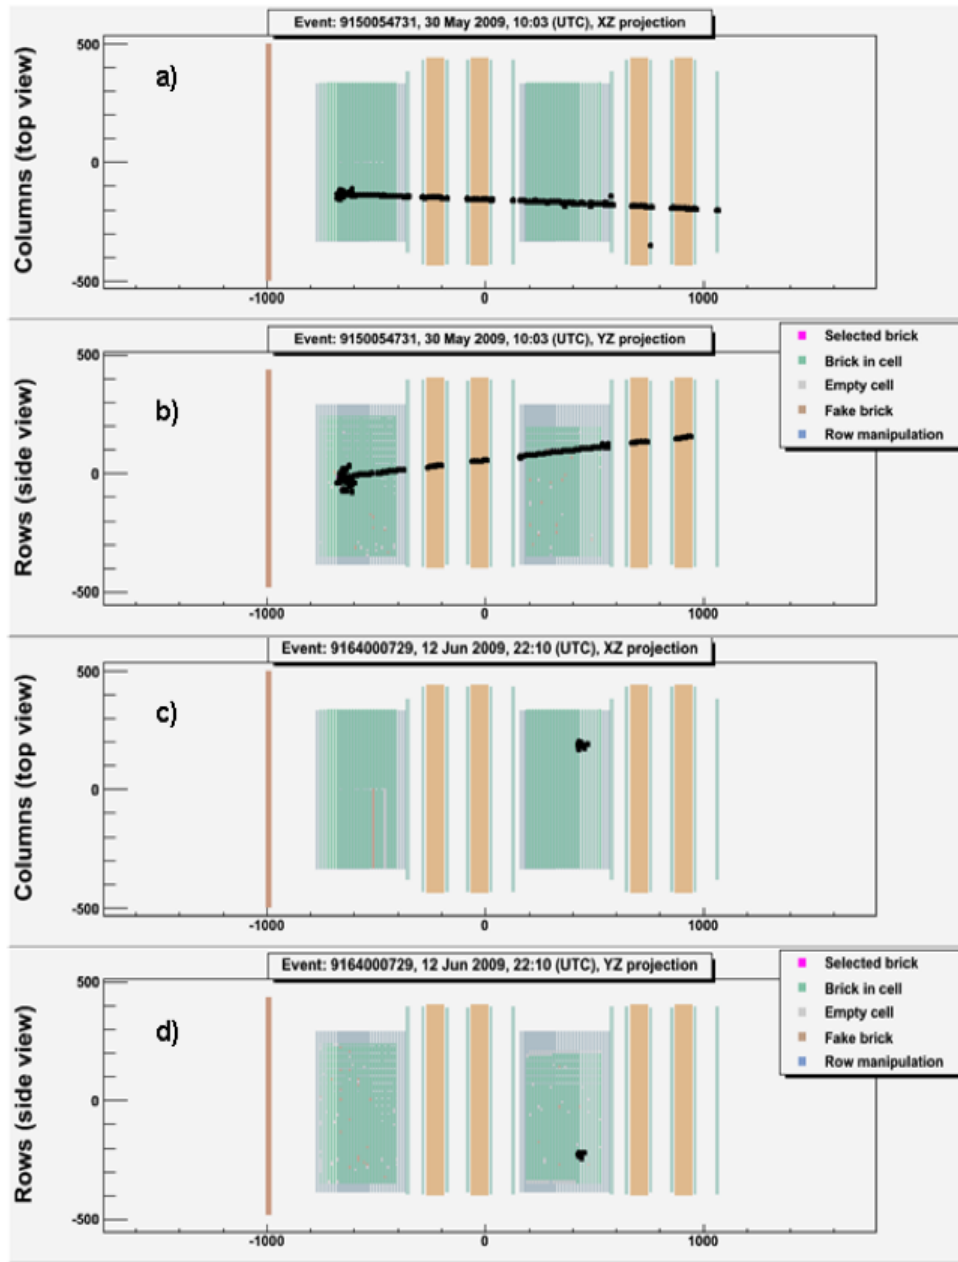 Event: 9150054731, 30 May 2009, 10:03 (UTC), XZ projection
a)
Columns (top view)
500
0
-500
-1000
0
1000
Event: 9150054731, 30 May 2009, 10:03 (UTC), YZ projection
b)
Rows (side view)
500
0
-500
-1000
0
1000
Selected brick
Brick in cell
Empty cell
Fake brick
Row manipulation
Event: 9164000729, 12 Jun 2009, 22:10 (UTC), XZ projection
c)
Columns (top view)
500
0
-500
-1000
0
1000
Event: 9164000729, 12 Jun 2009, 22:10 (UTC), YZ projection
d)
Rows (side view)
500
0
-500
-1000
0
1000
Selected brick
Brick in cell
Empty cell
Fake brick
Row manipulation